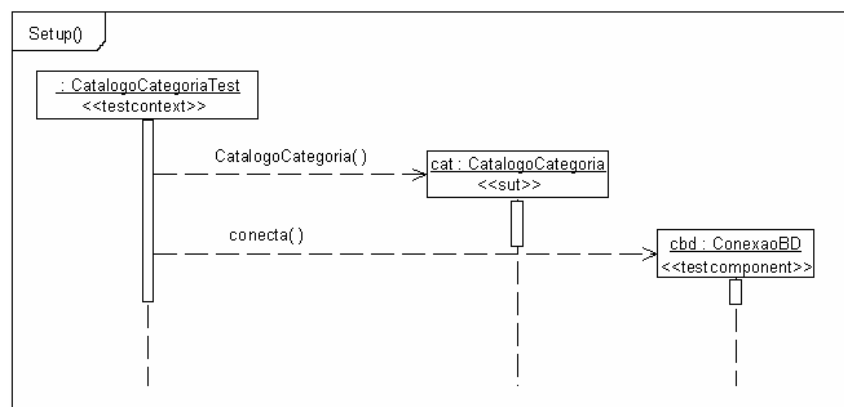 Setup()
: CatalogoCategoriaTest
<<testcontext>>
CatalogoCategoria( )
cat : CatalogoCategoria
<<sut>>
conecta( )
cbd : ConexaoBD
<<testcomponent>>